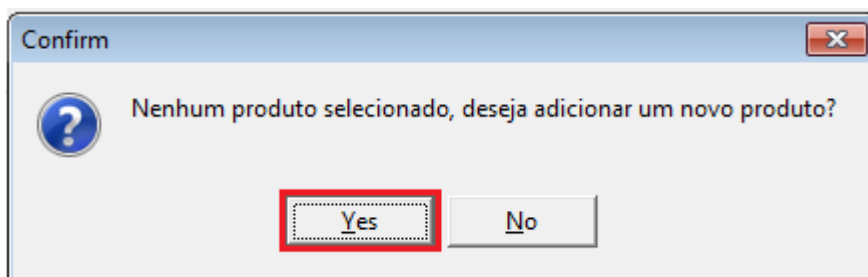 Confirm
Nenhum produto selecionado, deseja adicionar um novo produto?
Yes
No